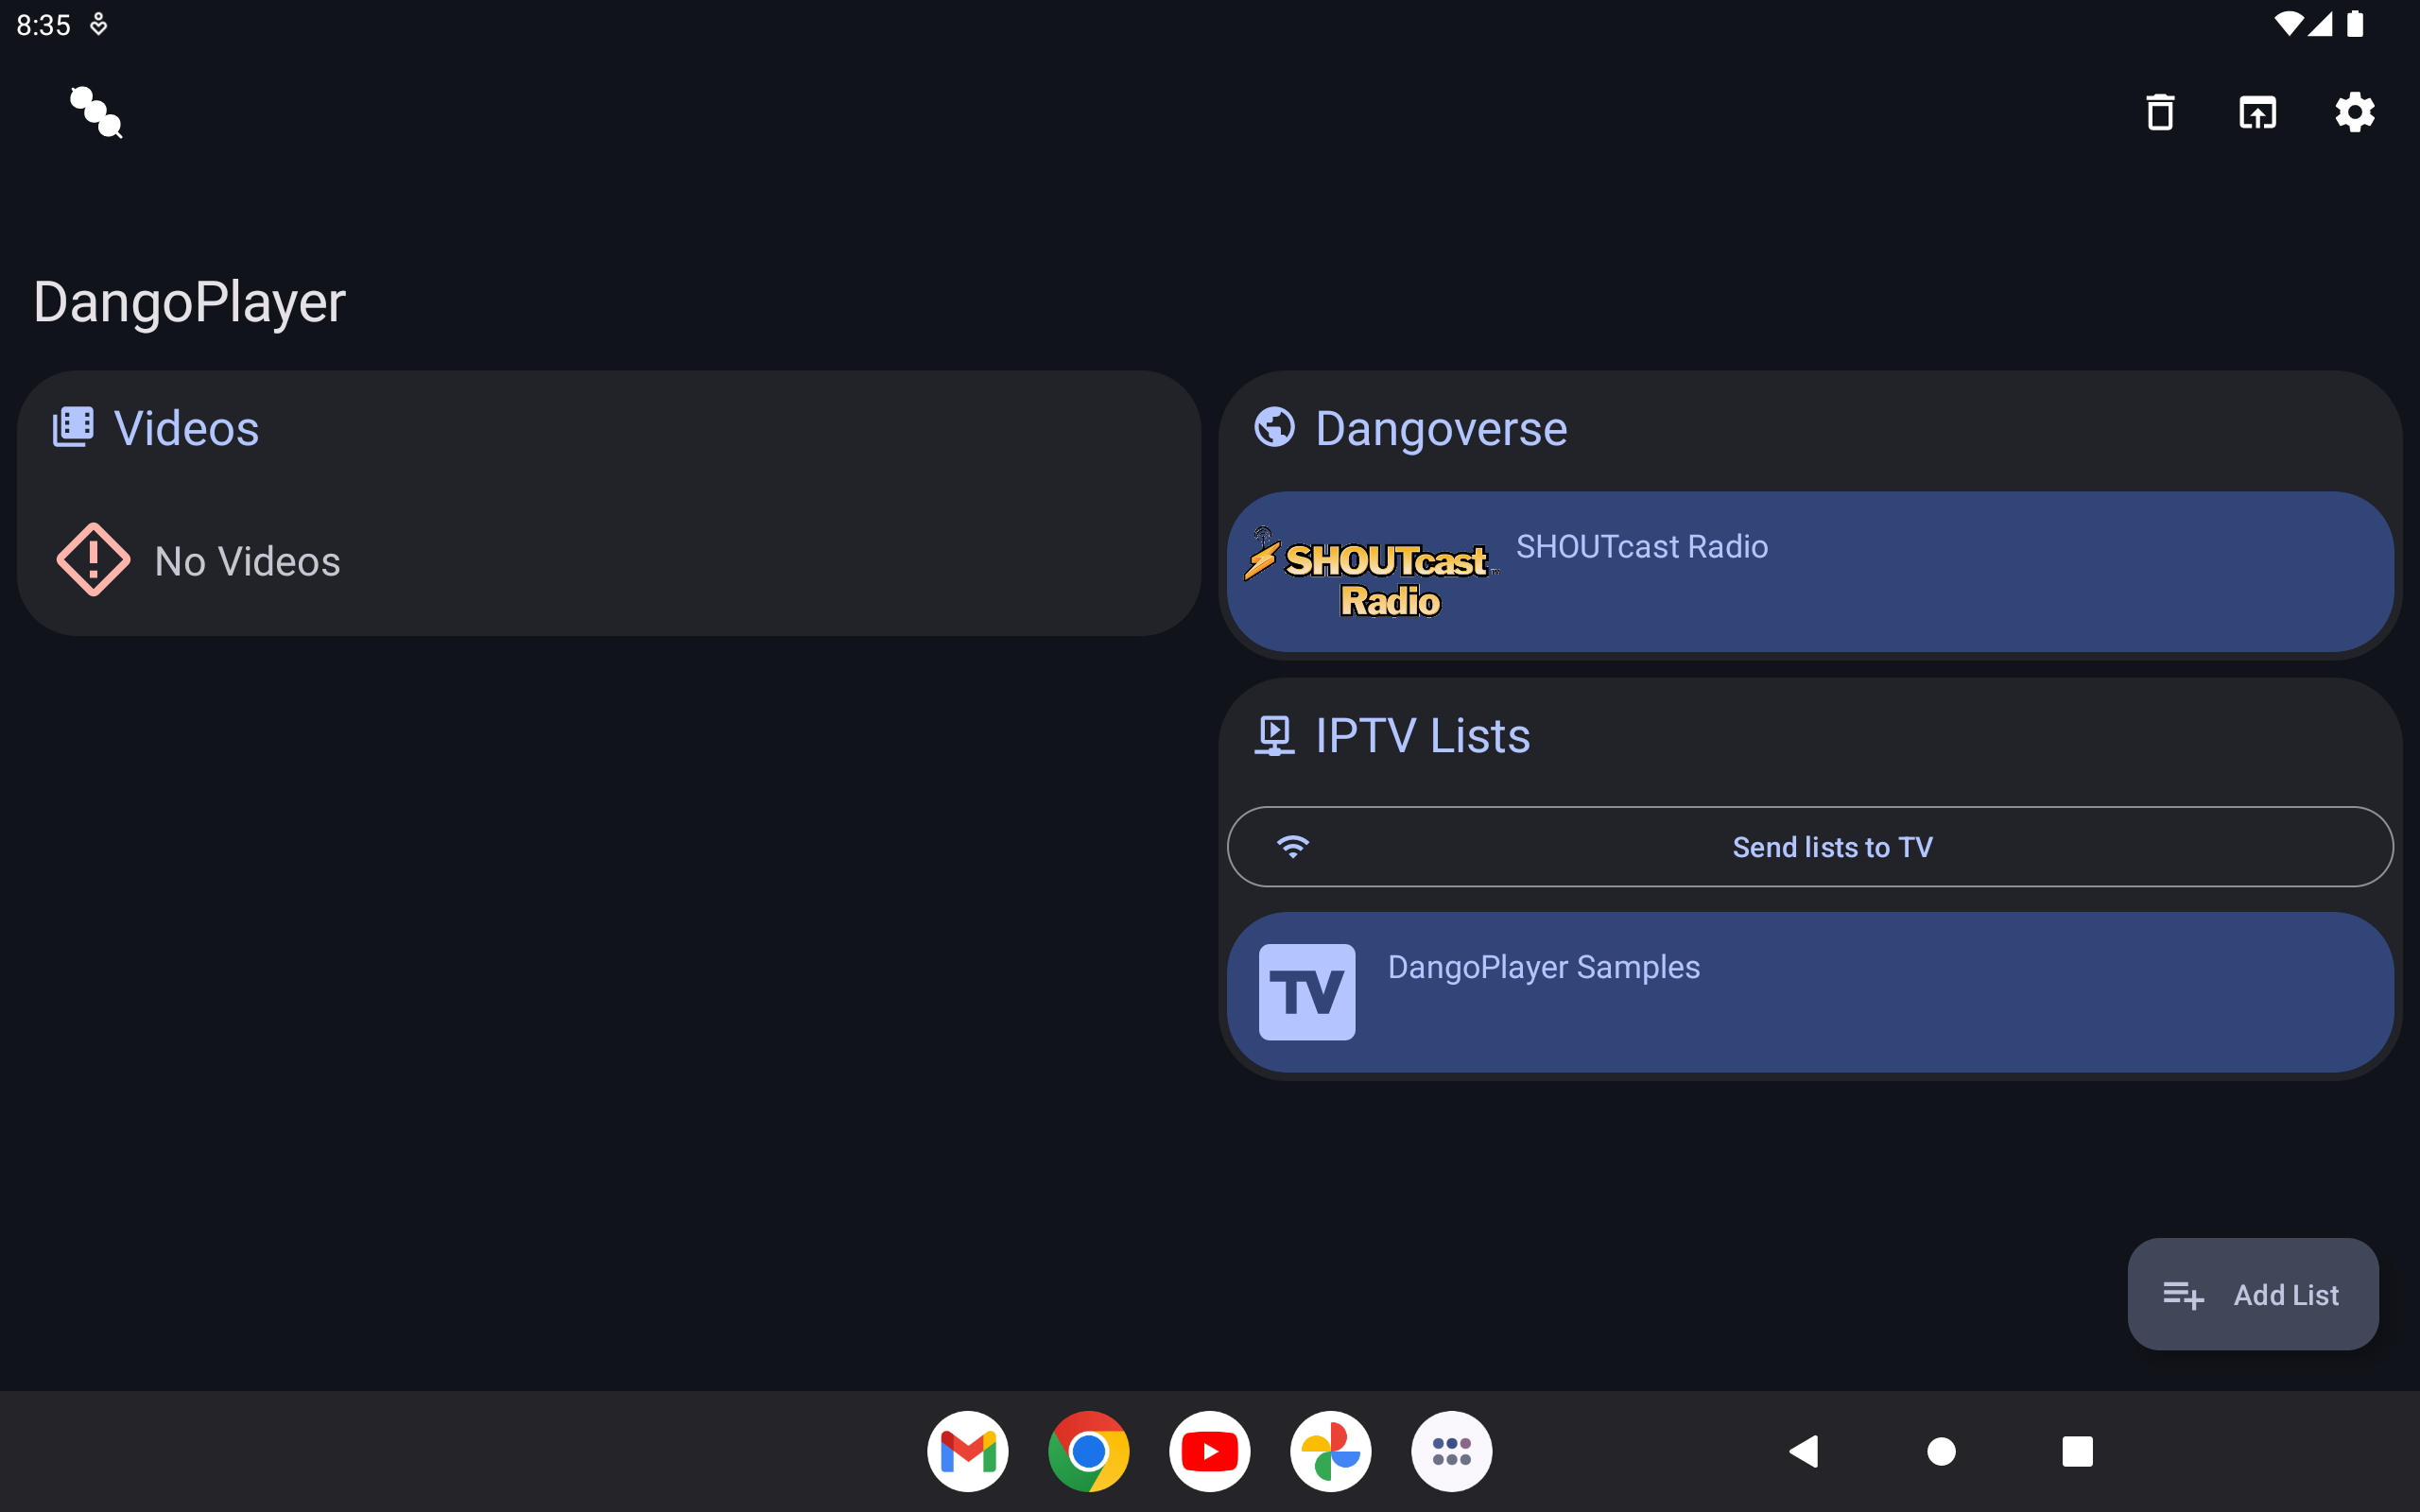 8:35
DangoPlayer
Videos
No Videos
Dangoverse
SHOUTcast
Radio
SHOUTcast Radio
IPTV Lists
Send lists to TV
TV
DangoPlayer Samples
Add List